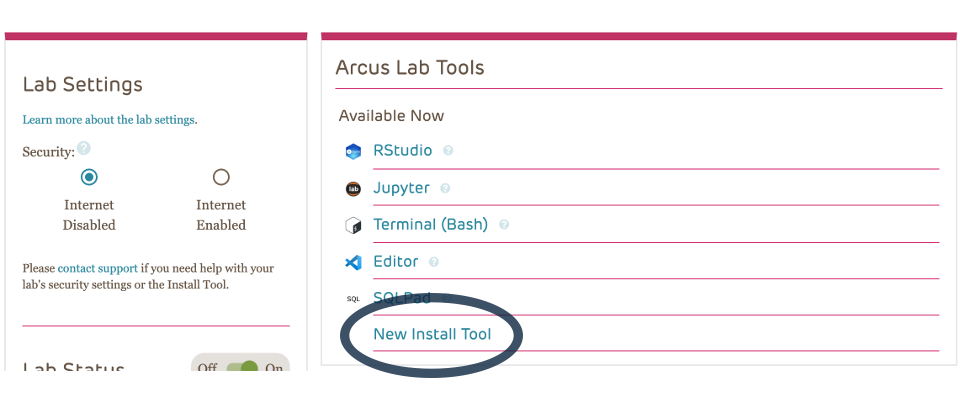 Lab Settings
Learn more about the lab settings.
Security: ?
Internet Disabled
Internet Enabled
Please contact support if you need help with your
lab's security settings or the Install Tool.
Lab Status
Off On
Arcus Lab Tools
Available Now
RStudio ?
lab Jupyter ?
Terminal (Bash) ?
Editor ?
SQL SQLPad
New Install Tool